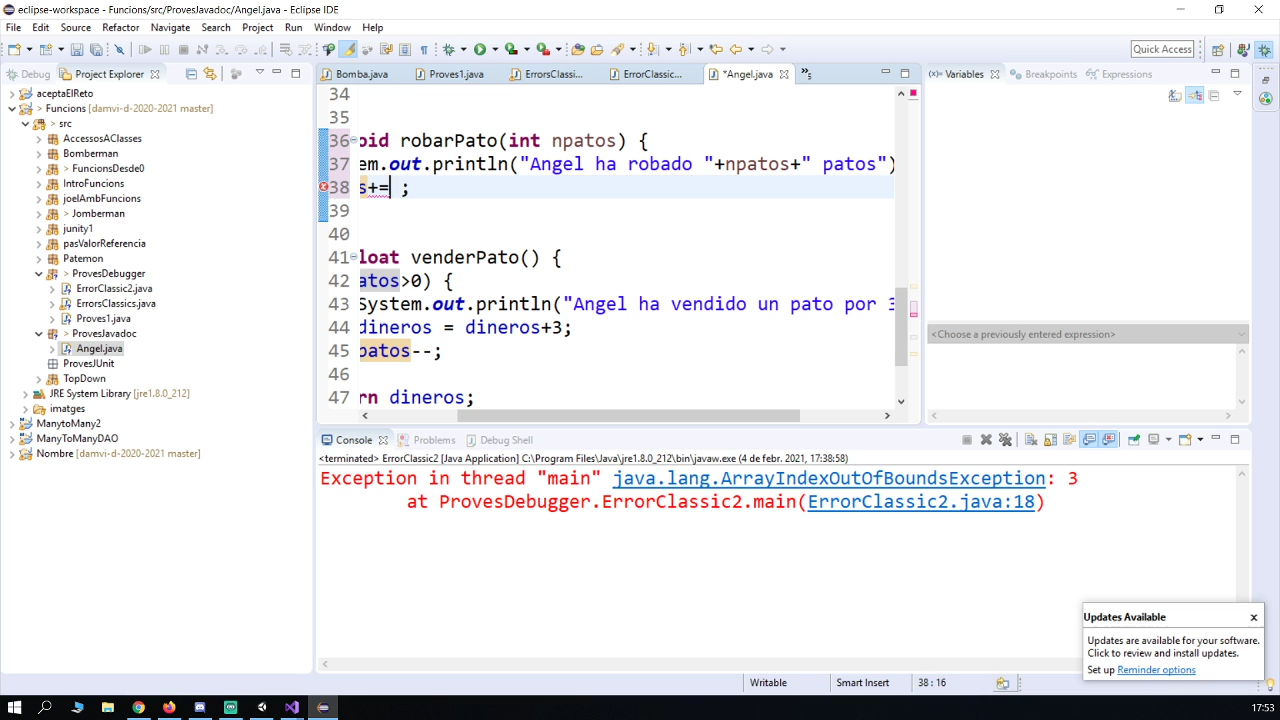 eclipse-workspace - Funcions/src/ProvesJavadoc/Angel.java - Eclipse IDE
File Edit Source Refactor Navigate Search Project Run Window Help
Quick Access
Debug Project Explorer
Bomba.java Proves1.java ErrorsClassi... ErrorClassic... *Angel.java »5
(x)= Variables Breakpoints Expressions
aceptaElReto
> Funcions [damvi-d-2020-2021 master]
> src
AccessosAClasses
Bomberman
> FuncionsDesde0
IntroFuncions
joelAmbFuncions
> Jomberman
junity1
pasValorReferencia
Patemon
> ProvesDebugger
ErrorClassic2.java
ErrorsClassics.java
Proves1.java
> ProvesJavadoc
Angel.java
ProvesJUnit
TopDown
JRE System Library [jre1.8.0_212]
imatges
ManytoMany2
ManyToManyDAO
Nombre [damvi-d-2020-2021 master]
34
35
36 oid robarPato(int npatos) {
37 em.out.println("Angel ha robado "+npatos+" patos")
38 s+= ;
39
40
41 loat venderPato() {
42 atos>0) {
43 System.out.println("Angel ha vendido un pato por 3
44 dineros = dineros+3;
45 patos--;
46
47 rn dineros;
<Choose a previously entered expression>
Console Problems Debug Shell
<terminated> ErrorClassic2 [Java Application] C:\Program Files\Java\jre1.8.0_212\bin\javaw.exe (4 de febr. 2021, 17:38:58)
Exception in thread "main" java.lang.ArrayIndexOutOfBoundsException: 3
at ProvesDebugger.ErrorClassic2.main(ErrorClassic2.java:18)
Updates Available x
Updates are available for your software.
Click to review and install updates.
Set up Reminder options
Writable Smart Insert 38 : 16
17:53